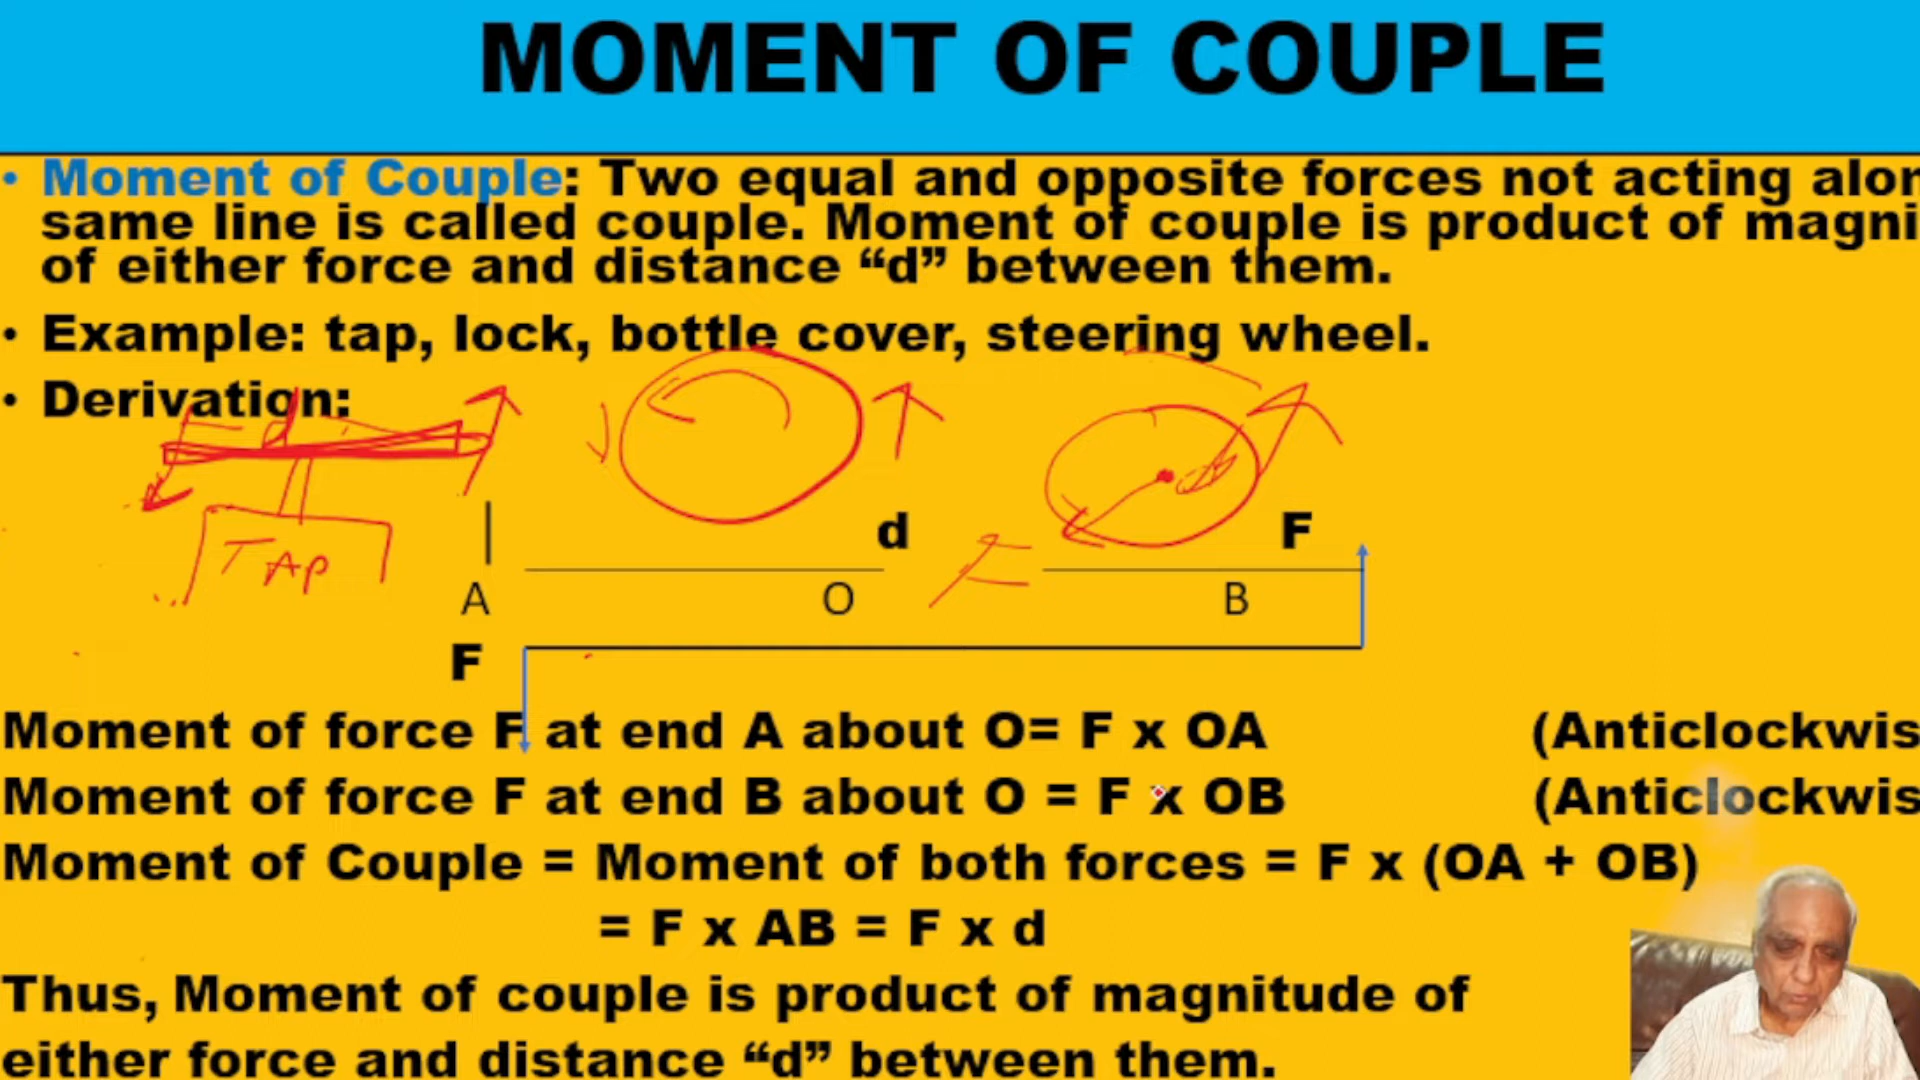 MOMENT OF COUPLE
• Moment of Couple: Two equal and opposite forces not acting alon
same line is called couple. Moment of couple is product of magni
of either force and distance “d” between them.
• Example: tap, lock, bottle cover, steering wheel.
• Derivation:
d
TAP
d F
A O B
F
Moment of force F at end A about O= F x OA (Anticlockwis
Moment of force F at end B about O = F x OB (Anticlockwis
Moment of Couple = Moment of both forces = F x (OA + OB)
= F x AB = F x d
Thus, Moment of couple is product of magnitude of
either force and distance “d” between them.